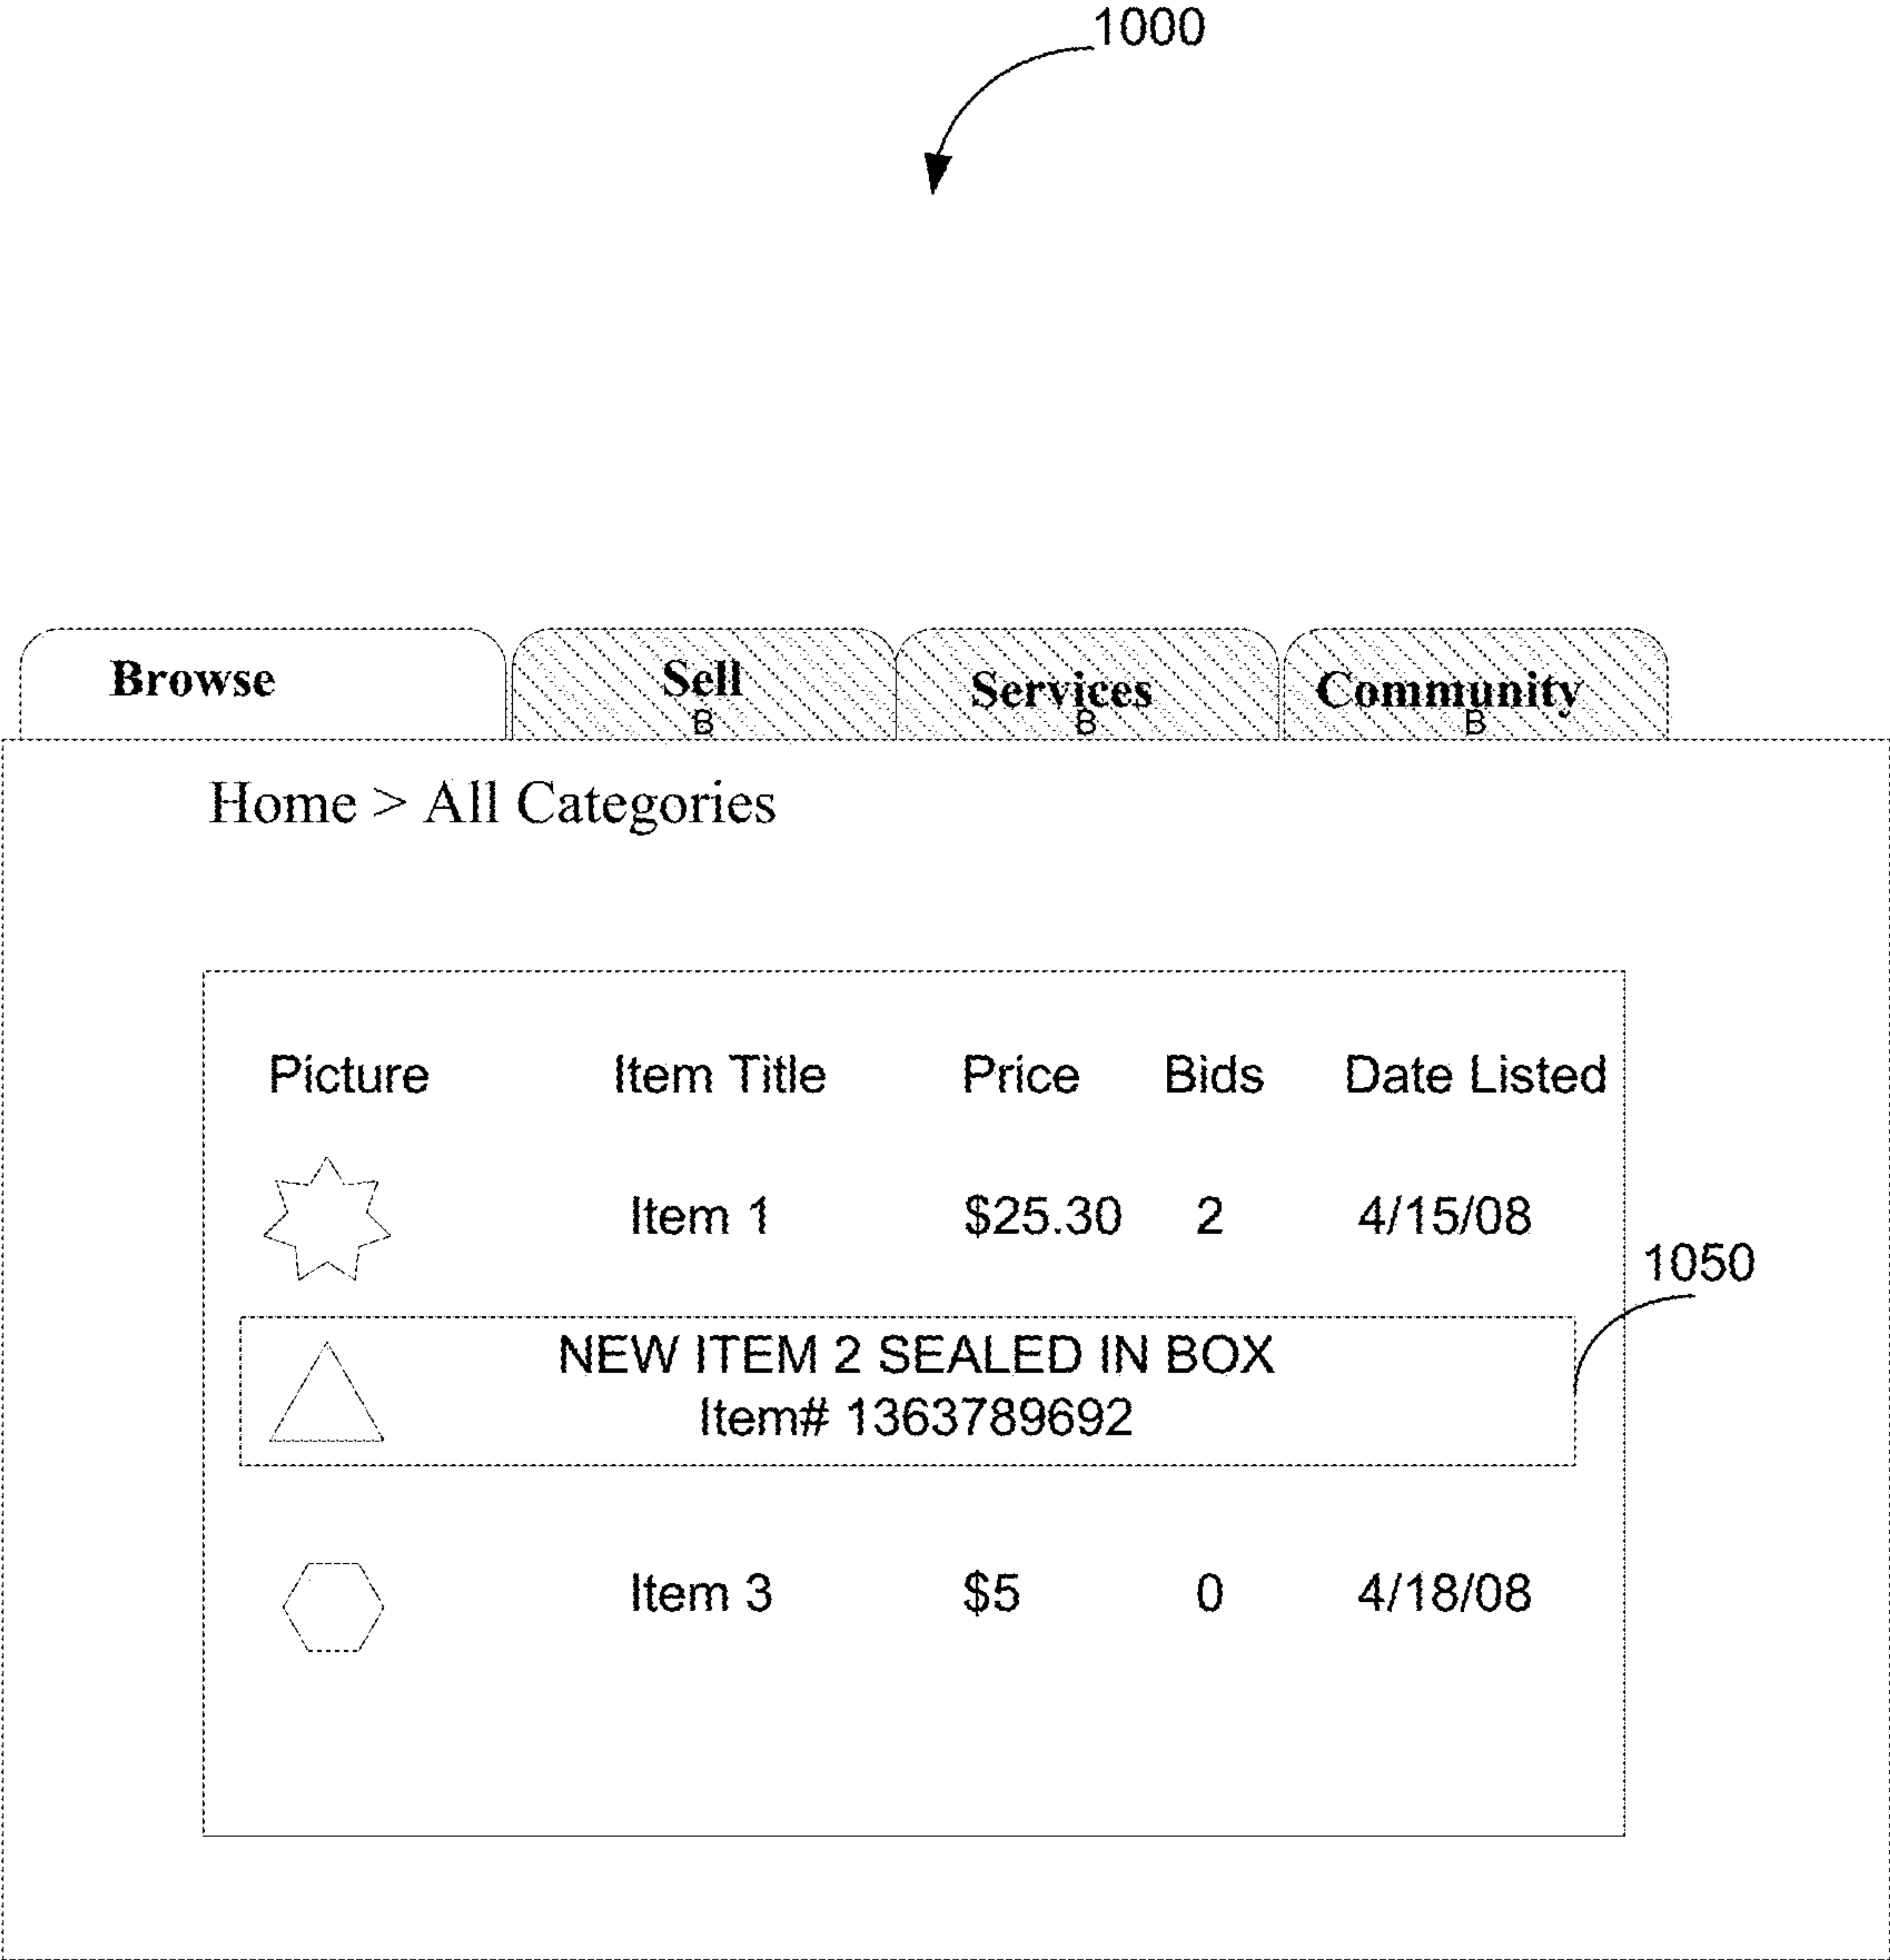 1000
Browse Sell Services Community
B B B
Home > All Categories
Picture Item Title Price Bids Date Listed
Item 1 $25.30 2 4/15/08
1050
NEW ITEM 2 SEALED IN BOX
Item# 1363789692
Item 3 $5 0 4/18/08